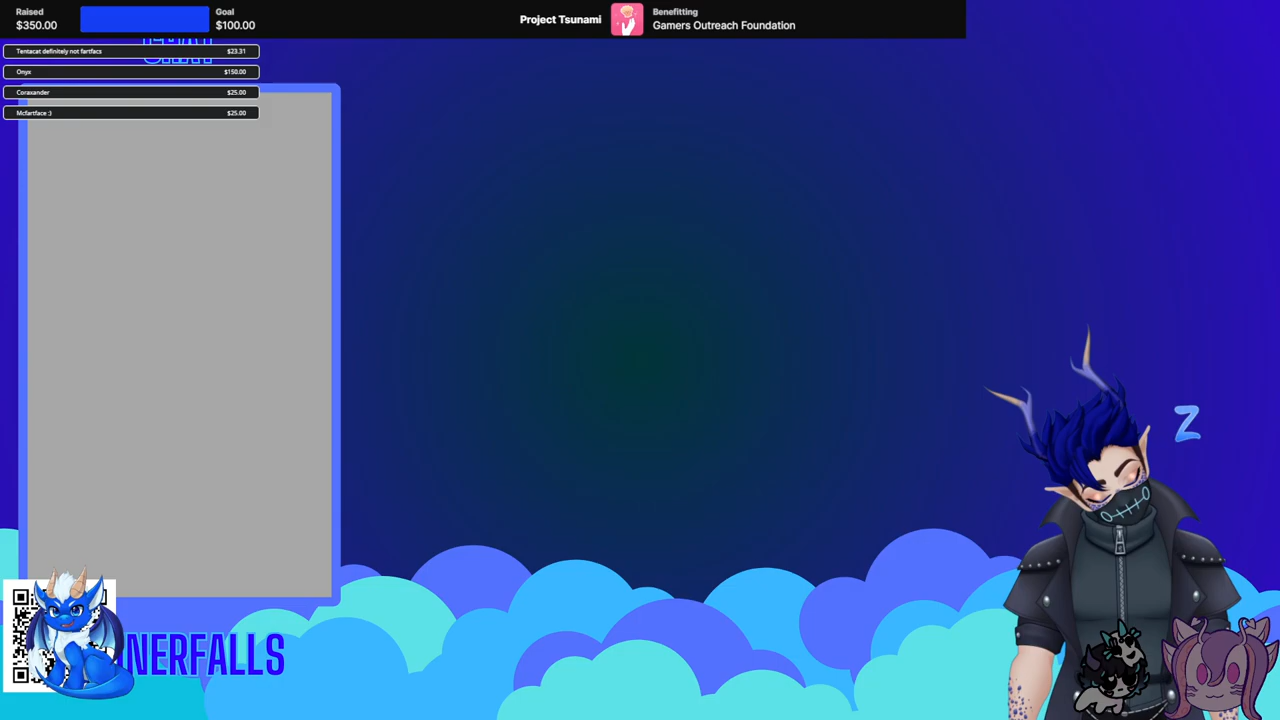 Raised
$350.00
Goal
$100.00
Project Tsunami
Benefitting
Gamers Outreach Foundation
CHAT
Tentacat definitely not fartfacs $23.31
Onyx $150.00
Coraxander $25.00
Mcfartface :) $25.00
Z
NERFALLS